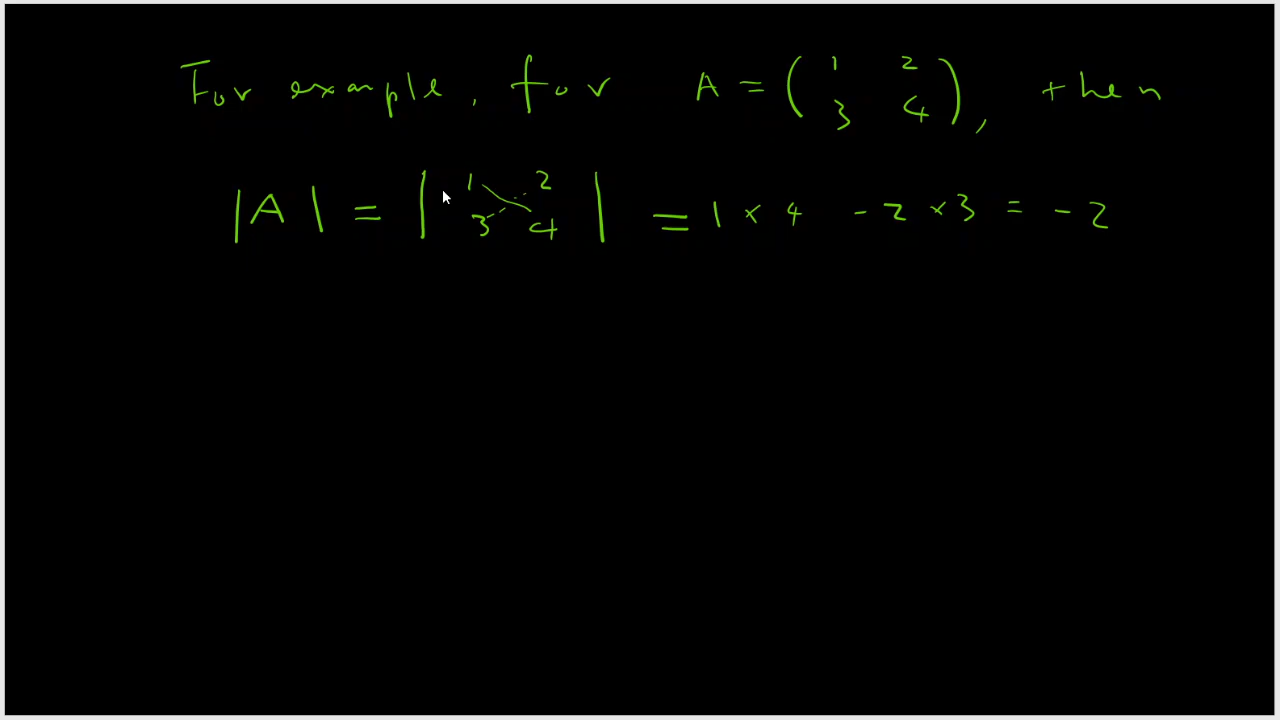 For example, for A = ( 1 2 3 4 ), then
|A| = | 1 2 3 4 | = 1 × 4 - 2 × 3 = - 2